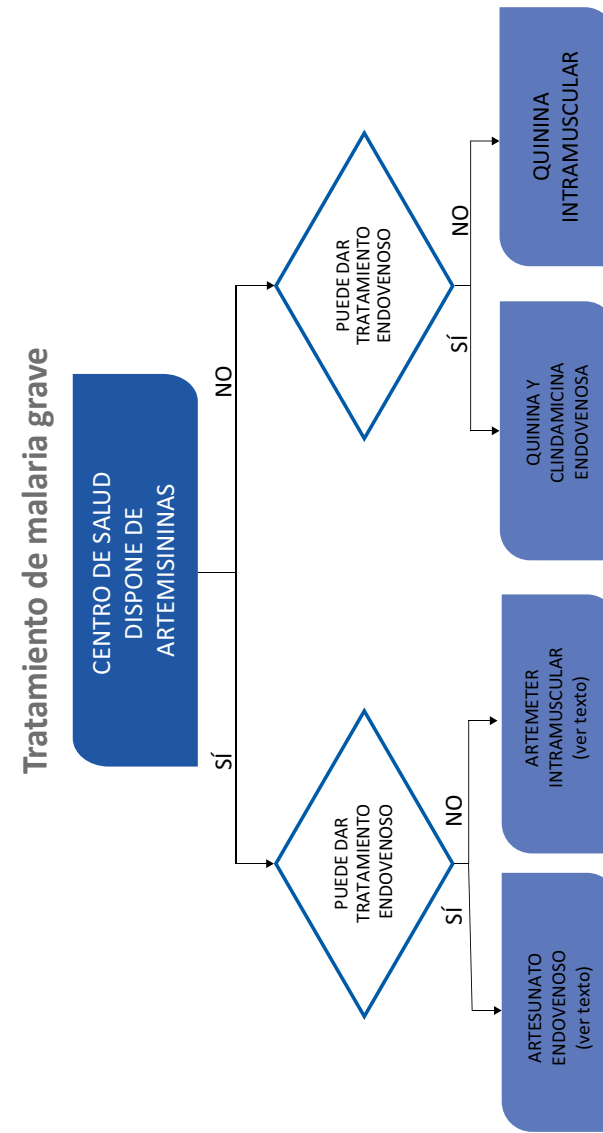 Tratamiento de malaria grave
CENTRO DE SALUD
DISPONE DE
ARTEMISININAS
SÍ
NO
PUEDE DAR
TRATAMIENTO
ENDOVENOSO
PUEDE DAR
TRATAMIENTO
ENDOVENOSO
SÍ
NO
SÍ
NO
ARTESUNATO
ENDOVENOSO
(ver texto)
ARTEMETER
INTRAMUSCULAR
(ver texto)
QUININA Y
CLINDAMICINA
ENDOVENOSA
QUININA
INTRAMUSCULAR